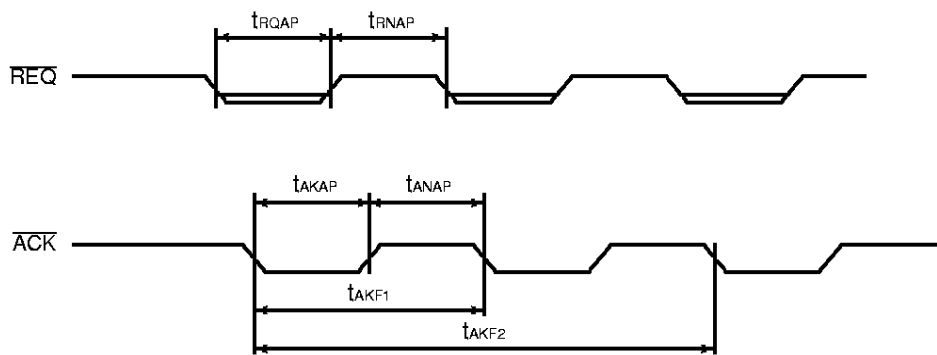 tRQAP tRNAP
REQ
tAKAP tANAP
ACK
tAKF1
tAKF2